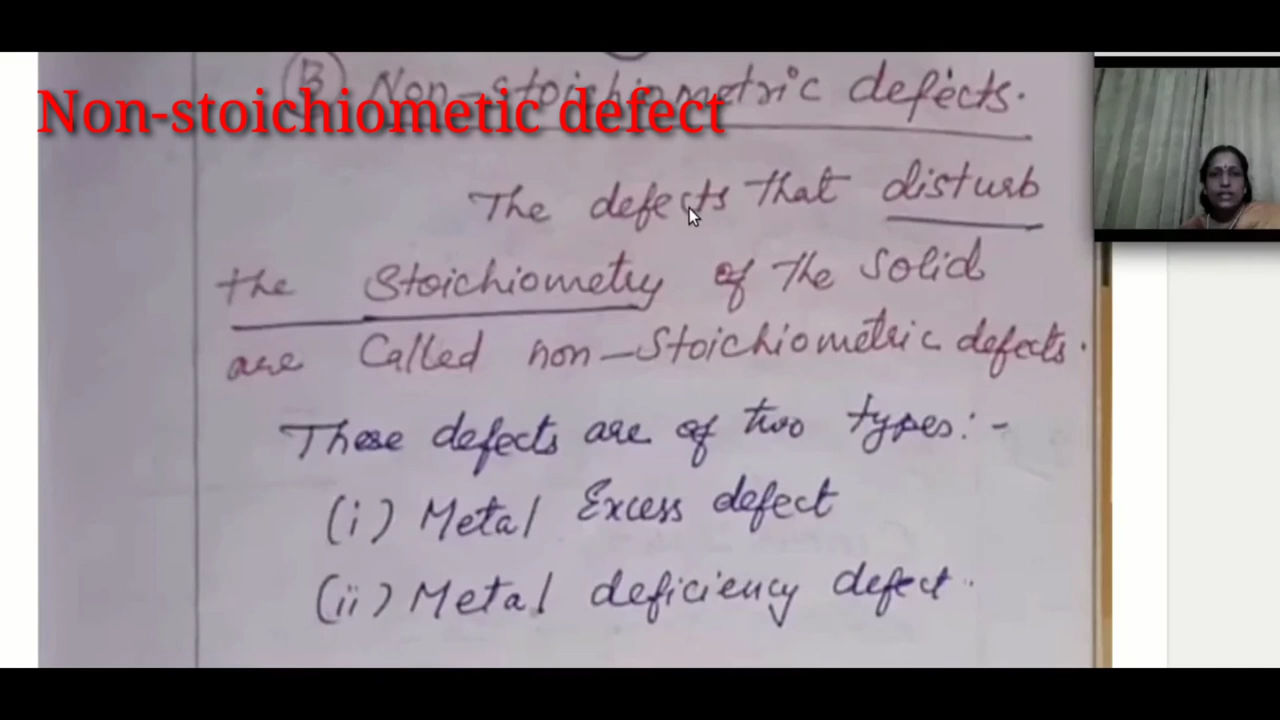 (B) Non-stoichiometric defects.
Non-stoichiometic defect
The defects that disturb
the Stoichiometry of the Solid
are Called non-Stoichiometric defects.
These defects are of two types:-
(i) Metal Excess defect
(ii) Metal deficiency defect